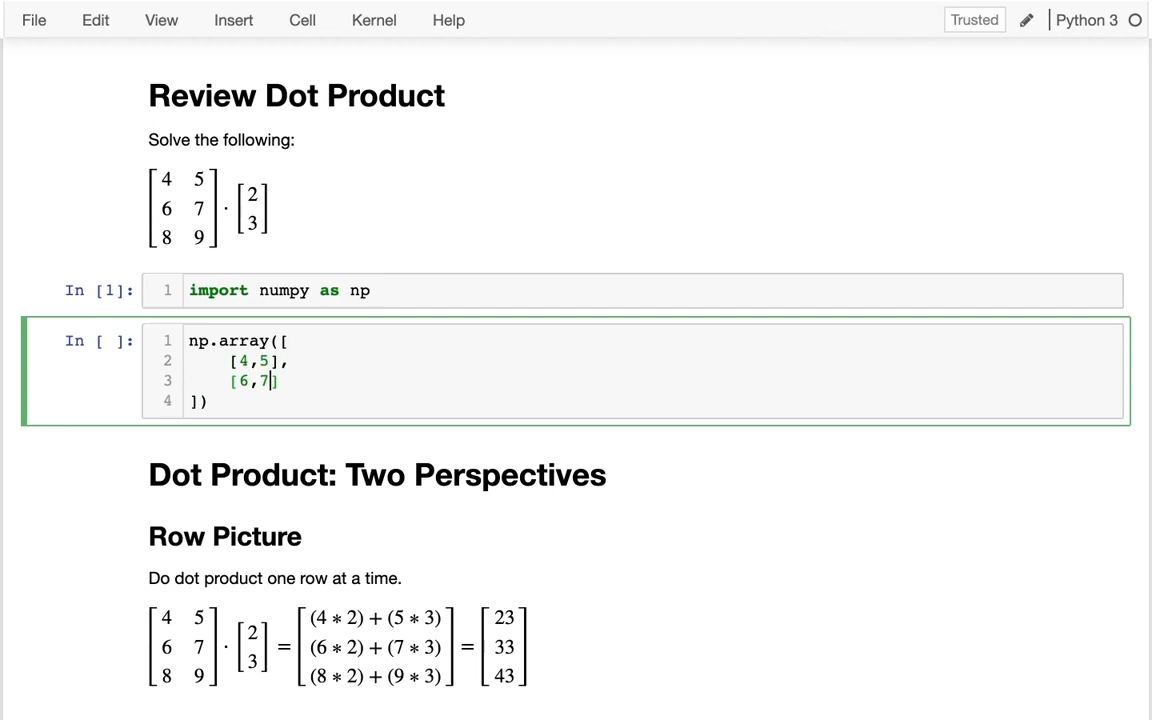 File Edit View Insert Cell Kernel Help Trusted Python 3
Review Dot Product
Solve the following:
4 5
6 7
8 9
·
2
3
In [1]: 1 import numpy as np
In [ ]: 1 np.array([
2 [4,5],
3 [6,7]
4 ])
Dot Product: Two Perspectives
Row Picture
Do dot product one row at a time.
4 5
6 7
8 9
·
2
3
=
(4 * 2) + (5 * 3)
(6 * 2) + (7 * 3)
(8 * 2) + (9 * 3)
=
23
33
43